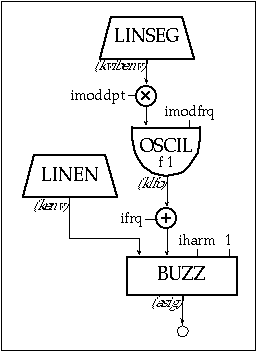 LINSEG
(kvibenv)
imoddpt
imodfrq
OSCIL
f 1
LINEN
(kenv)
(klfo)
ifrq
iharm 1
BUZZ
(asig)